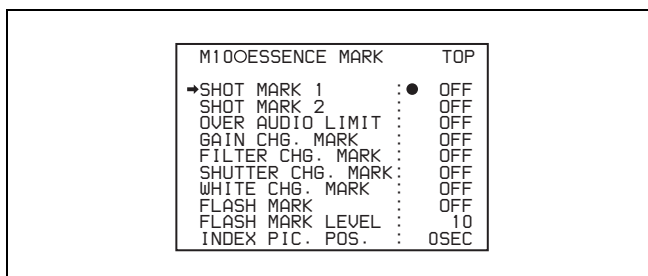 M10○ESSENCE MARK TOP
➡SHOT MARK 1 :● OFF
SHOT MARK 2 : OFF
OVER AUDIO LIMIT : OFF
GAIN CHG. MARK : OFF
FILTER CHG. MARK : OFF
SHUTTER CHG. MARK: OFF
WHITE CHG. MARK : OFF
FLASH MARK : OFF
FLASH MARK LEVEL : 10
INDEX PIC. POS. : 0SEC